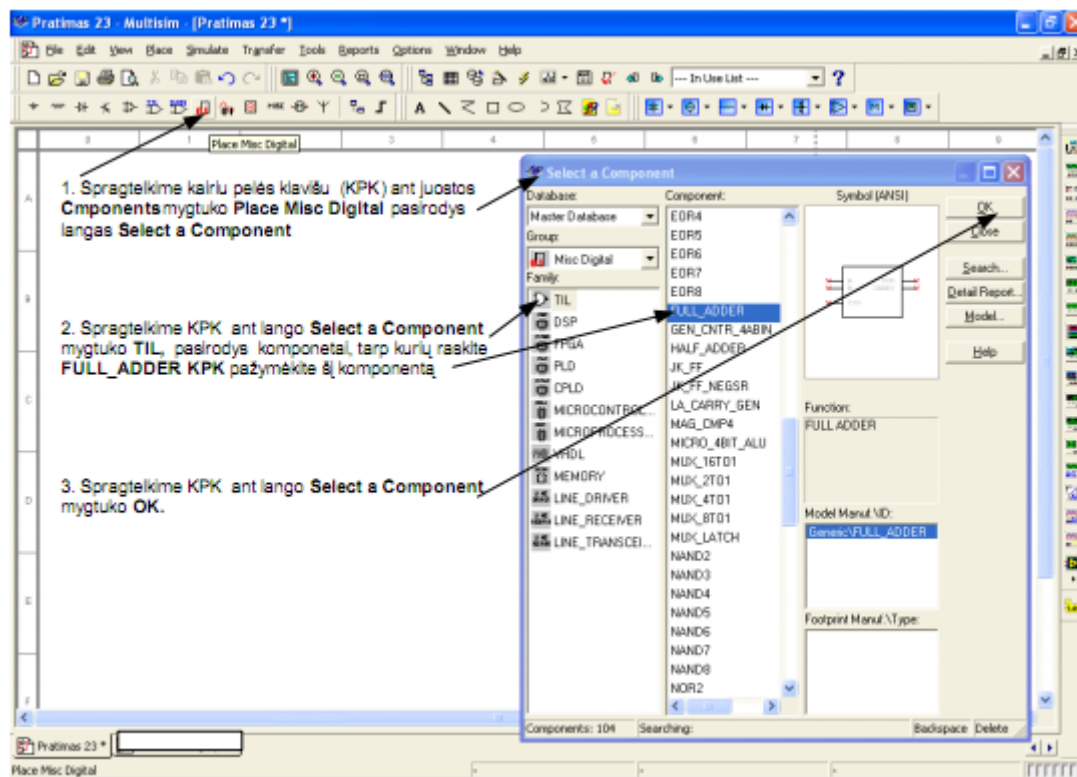 Pratimas 23 - Multisim - [Pratimas 23 *]
File Edit View Place Simulate Transfer Tools Reports Options Window Help
--- In Use List ---
Place Misc Digital
1. Spragtelkime kairiu pelės klavišu (KPK) ant juostos
Cmponents mygtuko Place Misc Digital pasirodys
langas Select a Component
2. Spragtelkime KPK ant lango Select a Component
mygtuko TIL, pasirodys komponetai, tarp kurių raskite
FULL_ADDER KPK pažymėkite šį komponentą
3. Spragtelkime KPK ant lango Select a Component
mygtuko OK.
Select a Component
Database:
Master Database
Group:
Misc Digital
Family:
TIL
DSP
FPGA
PLD
CPLD
MICROCONTROL...
MICROPROCESS...
VHDL
MEMORY
LINE_DRIVER
LINE_RECEIVER
LINE_TRANSCEI...
Component:
EOR4
EOR5
EOR6
EOR7
EOR8
FULL_ADDER
GEN_CNTR_4ABIN
HALF_ADDER
JK_FF
JK_FF_NEGSR
LA_CARRY_GEN
MAG_CMP4
MICRO_4BIT_ALU
MUX_16TO1
MUX_2TO1
MUX_4TO1
MUX_8TO1
MUX_LATCH
NAND2
NAND3
NAND4
NAND5
NAND6
NAND7
NAND8
NOR2
Symbol (ANSI)
Function:
FULL ADDER
Model Manuf.\ID:
Generic\FULL_ADDER
Footprint Manuf.\Type:
OK
Close
Search...
Detail Report...
Model...
Help
Components: 104 Searching: Backspace Delete
Pratimas 23 *
Place Misc Digital